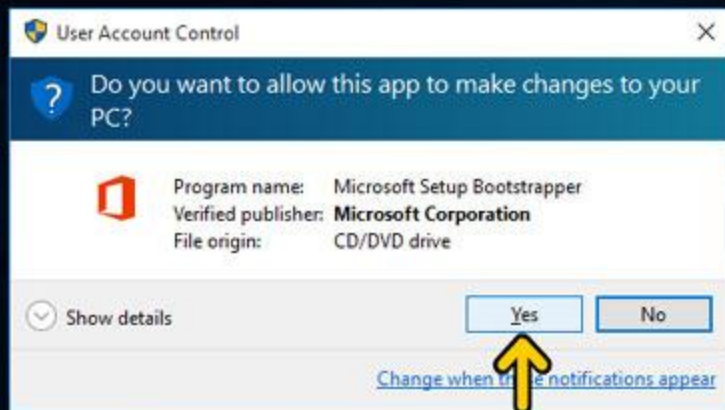 User Account Control
Do you want to allow this app to make changes to your
PC?
Program name: Microsoft Setup Bootstrapper
Verified publisher: Microsoft Corporation
File origin: CD/DVD drive
Show details
Yes
No
Change when these notifications appear